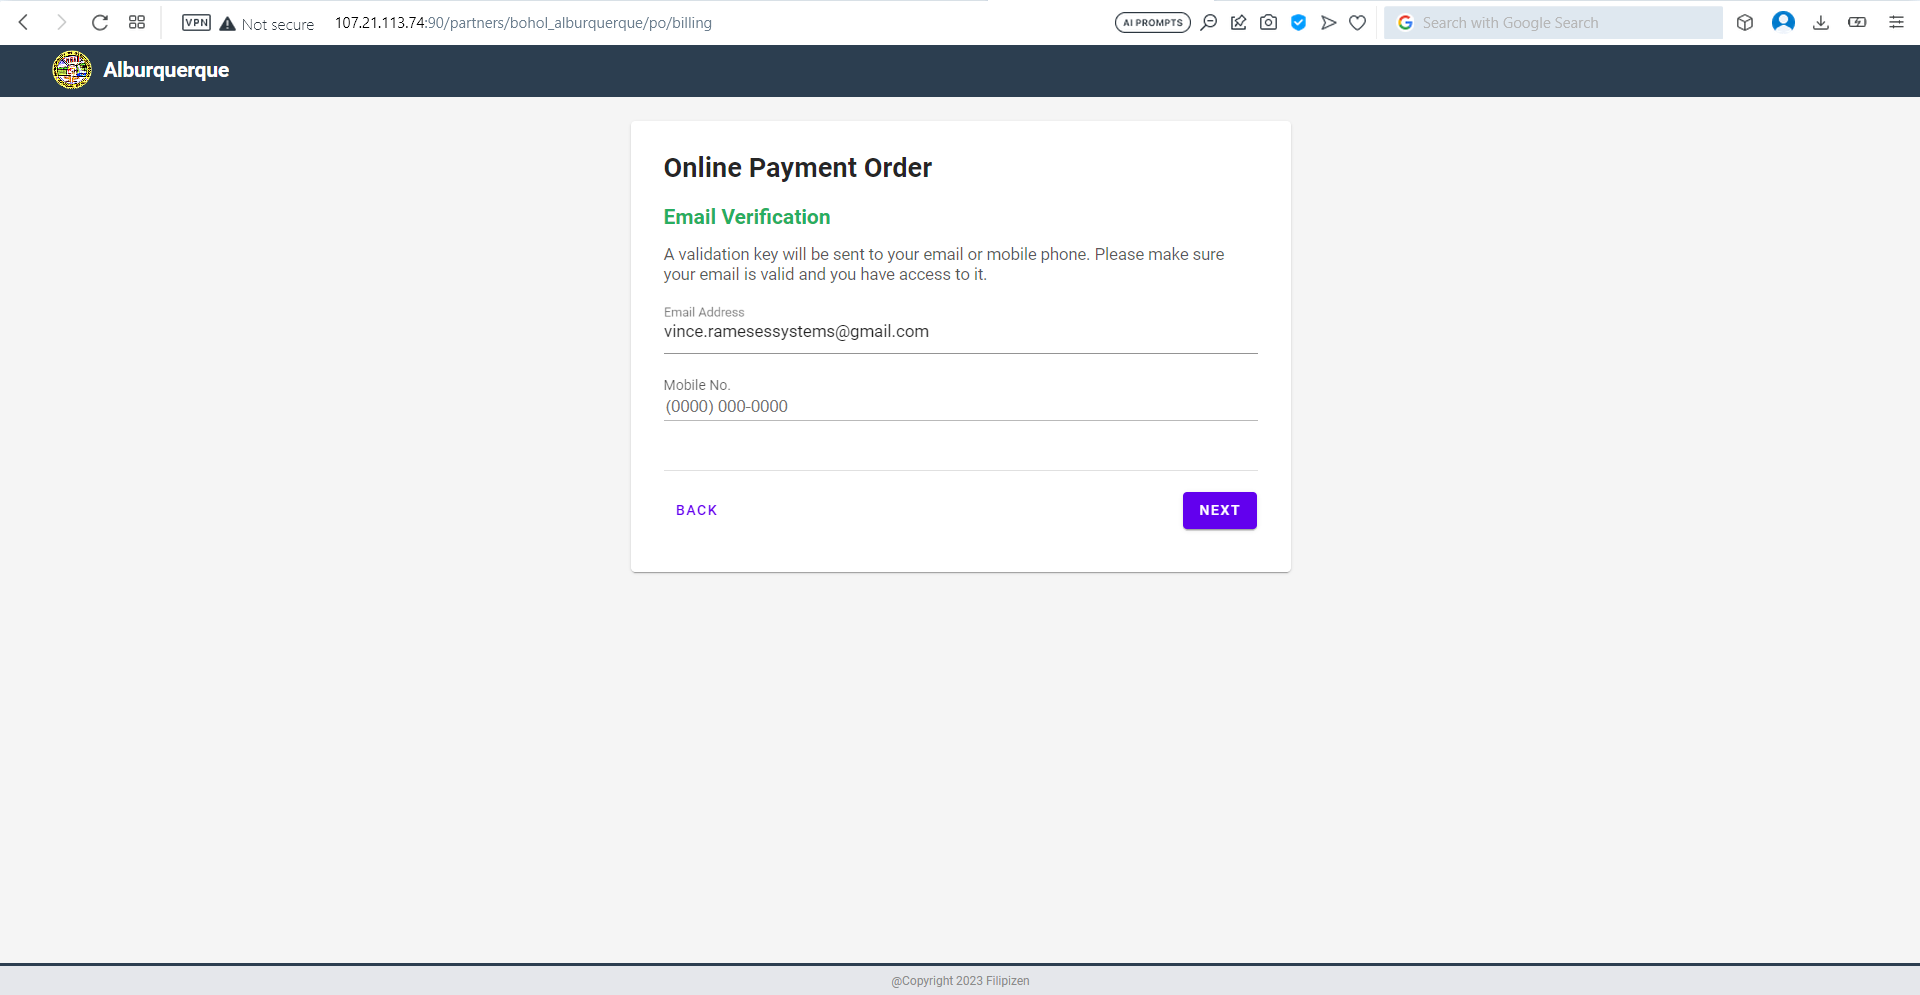 VPN Not secure 107.21.113.74:90/partners/bohol_alburquerque/po/billing AI PROMPTS Search with Google Search
Alburquerque
Online Payment Order
Email Verification
A validation key will be sent to your email or mobile phone. Please make sure
your email is valid and you have access to it.
Email Address
vince.ramesessystems@gmail.com
Mobile No.
(0000) 000-0000
BACK NEXT
@Copyright 2023 Filipizen